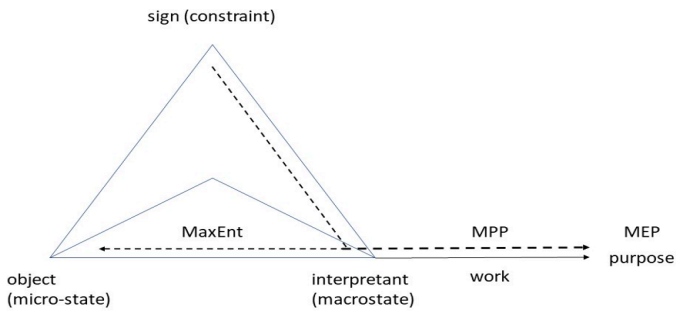 sign (constraint)
MaxEnt
MPP
MEP
object
(micro-state)
interpretant
(macrostate)
work
purpose